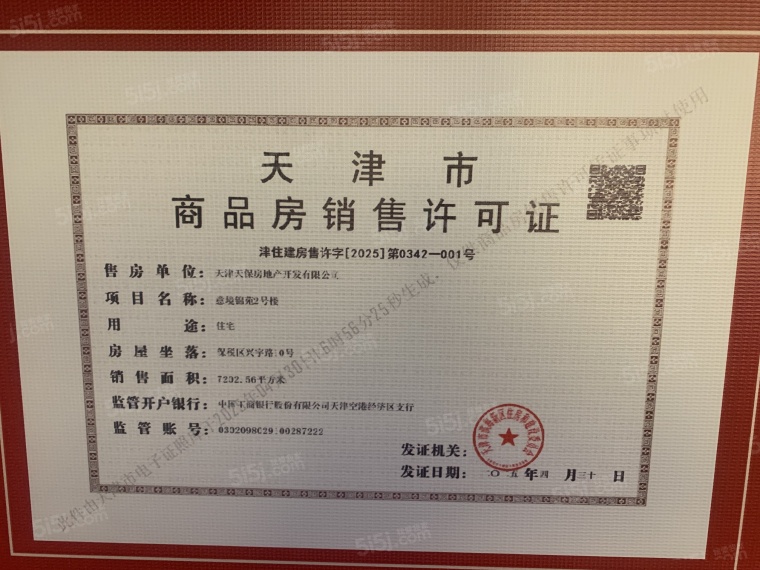 天津市
商品房销售许可证
津住建房售许字[2025]第0342-001号
售房单位：天津天保房地产开发有限公司
项目名称：意境锦苑2号楼
用途：住宅
房屋坐落：保税区兴宇路10号
销售面积：7202.56平方米
监管开户银行：中国工商银行股份有限公司天津空港经济区支行
监管账号：
发证机关：
发证日期：二〇二五年四月三十日
5i5j.com